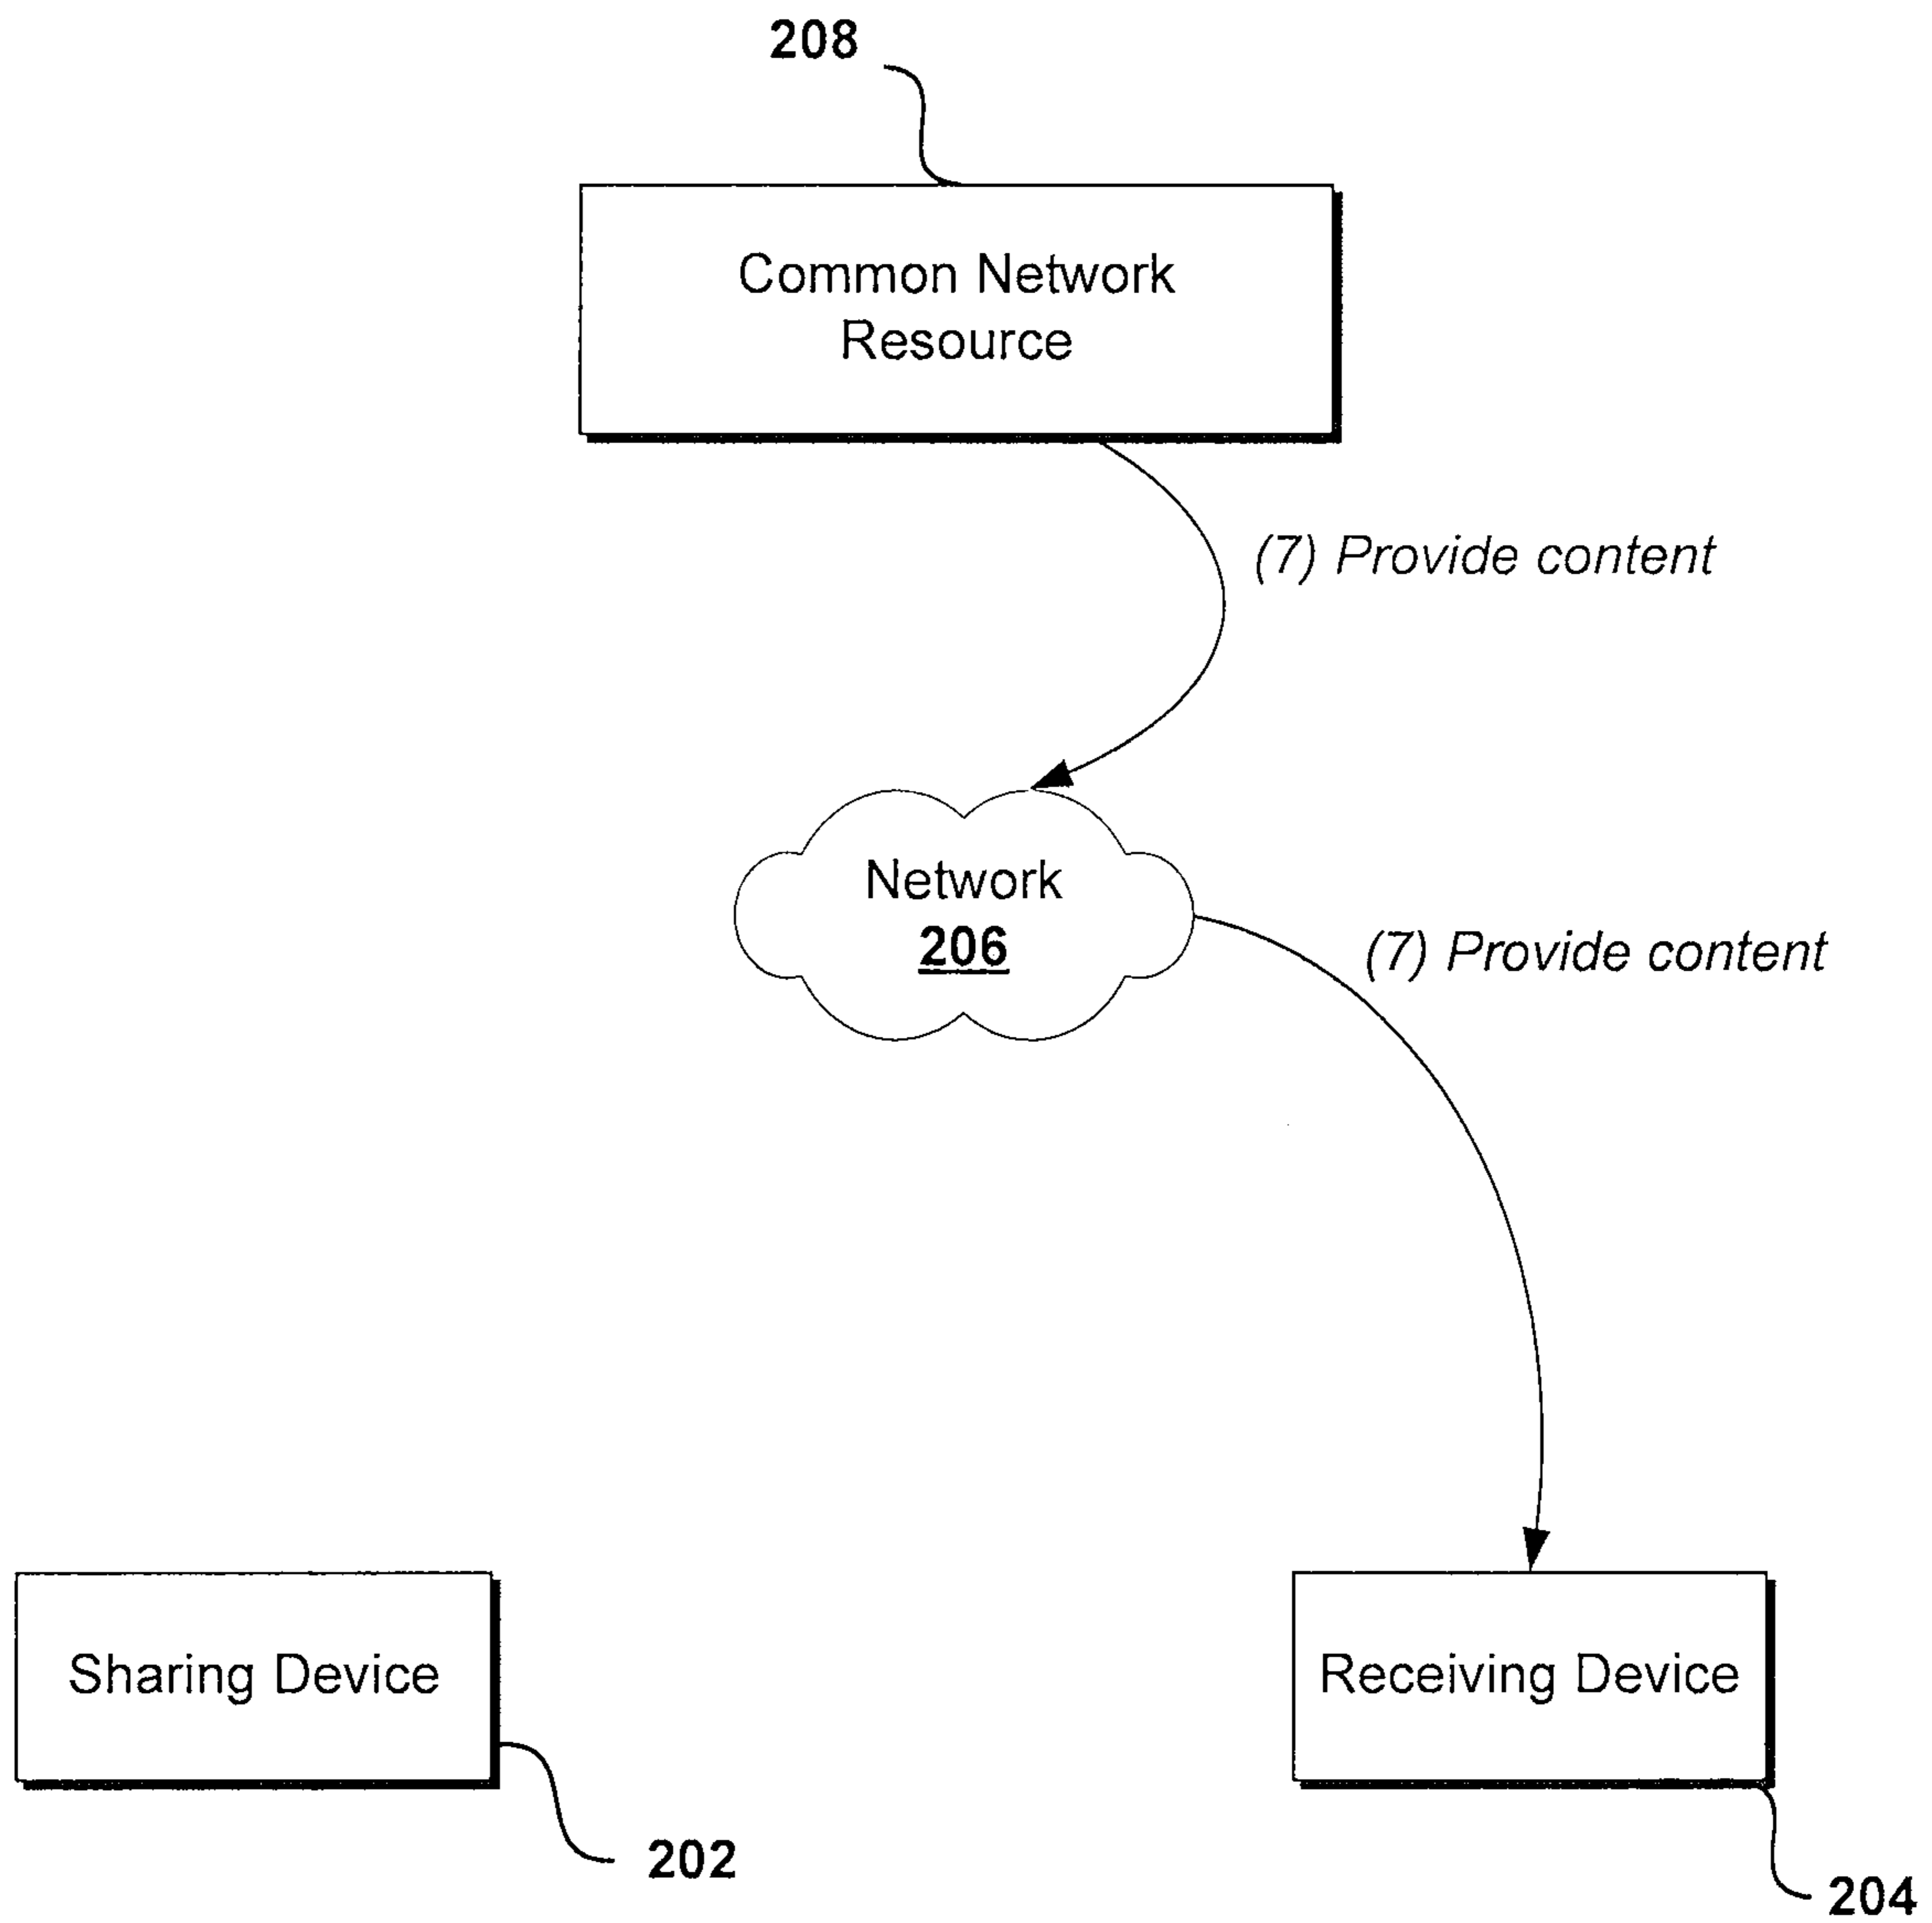 208
Common Network
Resource
(7) Provide content
Network
206
(7) Provide content
Sharing Device
Receiving Device
202
204